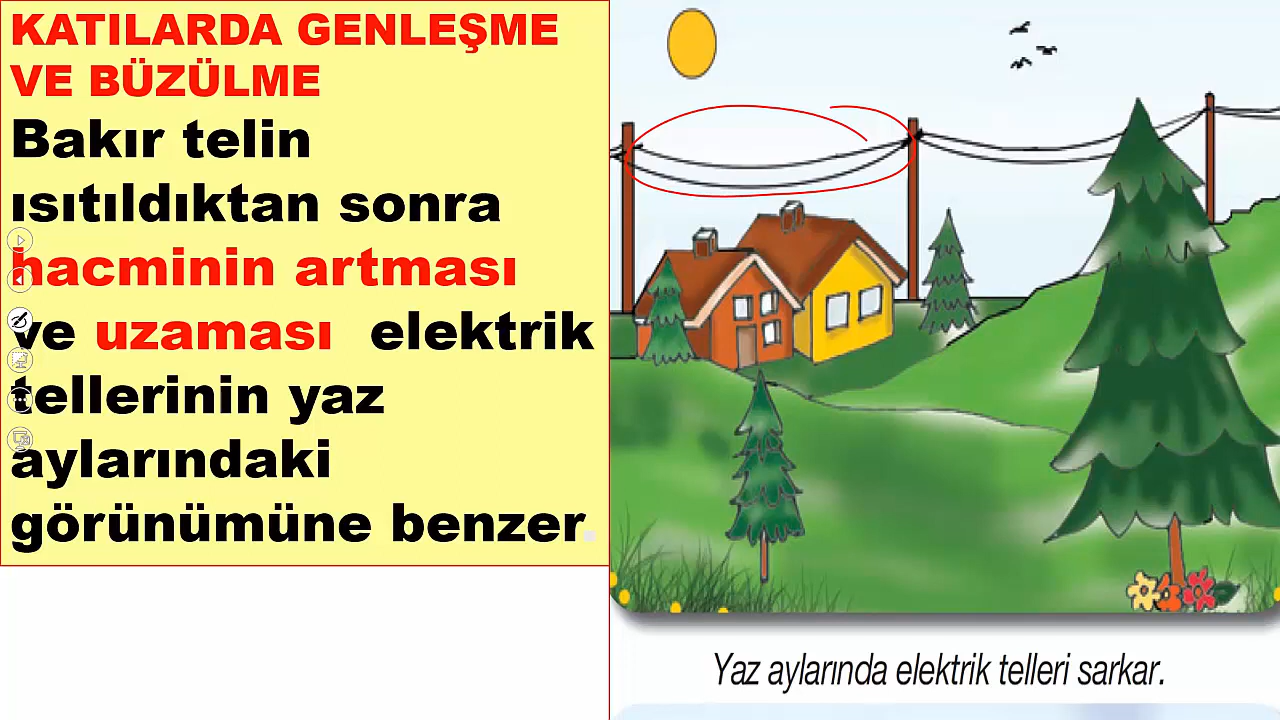 KATILARDA GENLEŞME
VE BÜZÜLME
Bakır telin
ısıtıldıktan sonra
hacminin artması
ve uzaması elektrik
tellerinin yaz
aylarındaki
görünümüne benzer.
Yaz aylarında elektrik telleri sarkar.